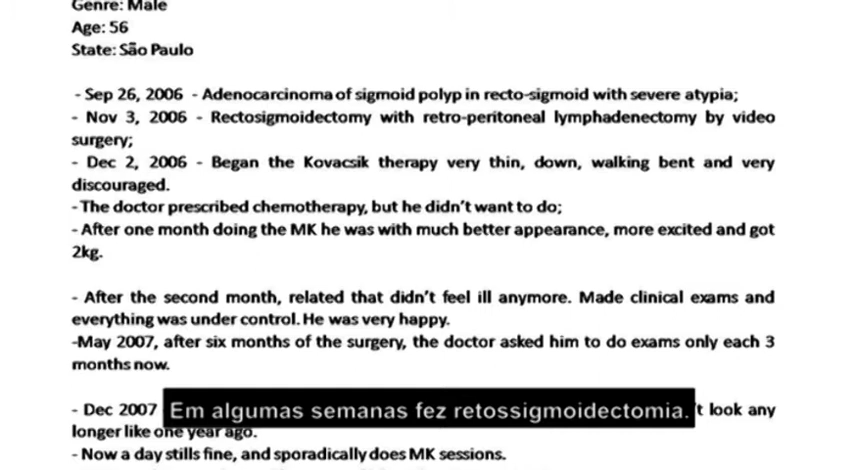 Genre: Male
Age: 56
State: São Paulo
- Sep 26, 2006 - Adenocarcinoma of sigmoid polyp in recto-sigmoid with severe atypia;
- Nov 3, 2006 - Rectosigmoidectomy with retro-peritoneal lymphadenectomy by video
surgery;
- Dec 2, 2006 - Began the Kovacsik therapy very thin, down, walking bent and very
discouraged.
- The doctor prescribed chemotherapy, but he didn't want to do;
- After one month doing the MK he was with much better appearance, more excited and got
2kg.
- After the second month, related that didn't feel ill anymore. Made clinical exams and
everything was under control. He was very happy.
-May 2007, after six months of the surgery, the doctor asked him to do exams only each 3
months now.
- Dec 2007 look any
Em algumas semanas fez retossigmoidectomia.
longer like one year ago.
- Now a day stills fine, and sporadically does MK sessions.